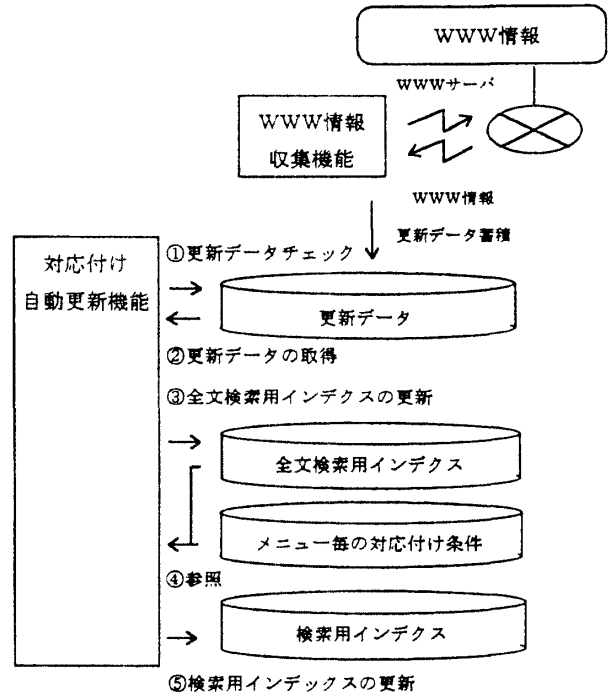 WWW情報
WWWサーバ
WWW情報
収集機能
WWW情報
更新データ蓄積
対応付け
自動更新機能
①更新データチェック
更新データ
②更新データの取得
③全文検索用インデクスの更新
全文検索用インデクス
メニュー毎の対応付け条件
④参照
検索用インデクス
⑤検索用インデックスの更新